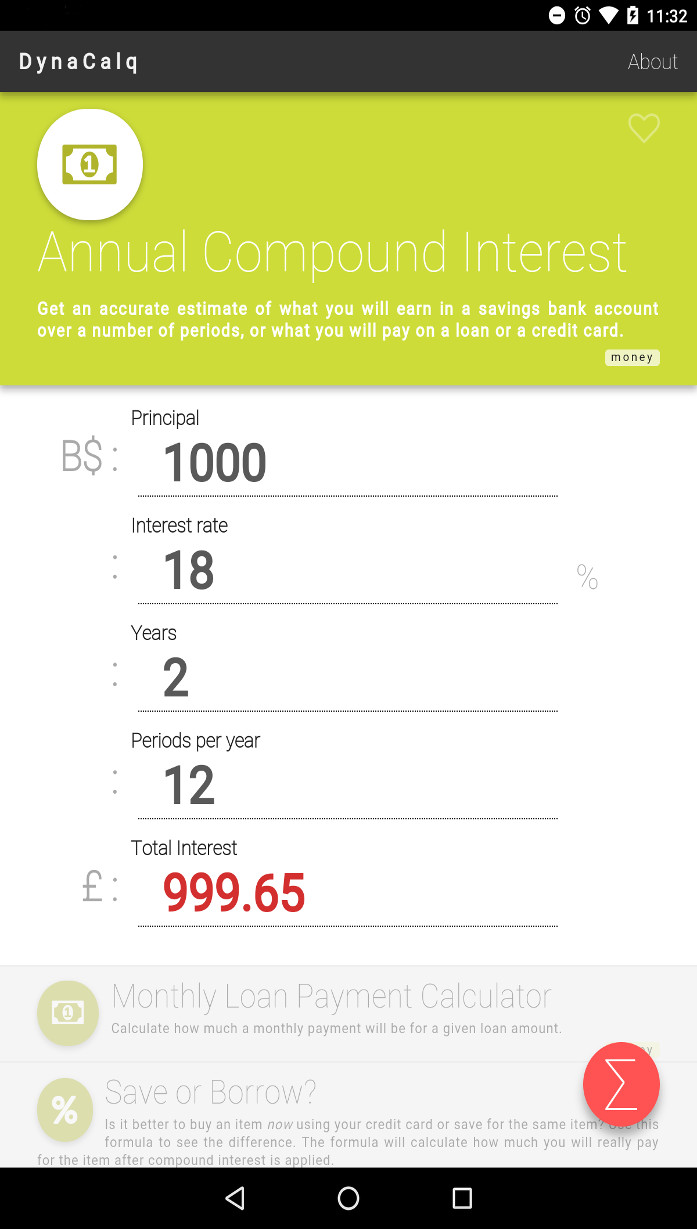 11:32
DynaCalq About
1
Annual Compound Interest
Get an accurate estimate of what you will earn in a savings bank account
over a number of periods, or what you will pay on a loan or a credit card.
money
Principal
B$: 1000
Interest rate
: 18 %
Years
: 2
Periods per year
: 12
Total Interest
£: 999.65
1
Monthly Loan Payment Calculator
Calculate how much a monthly payment will be for a given loan amount.
Σ
%
Save or Borrow?
Is it better to buy an item now using your credit card or save for the same item? Use this
formula to see the difference. The formula will calculate how much you will really pay
for the item after compound interest is applied.